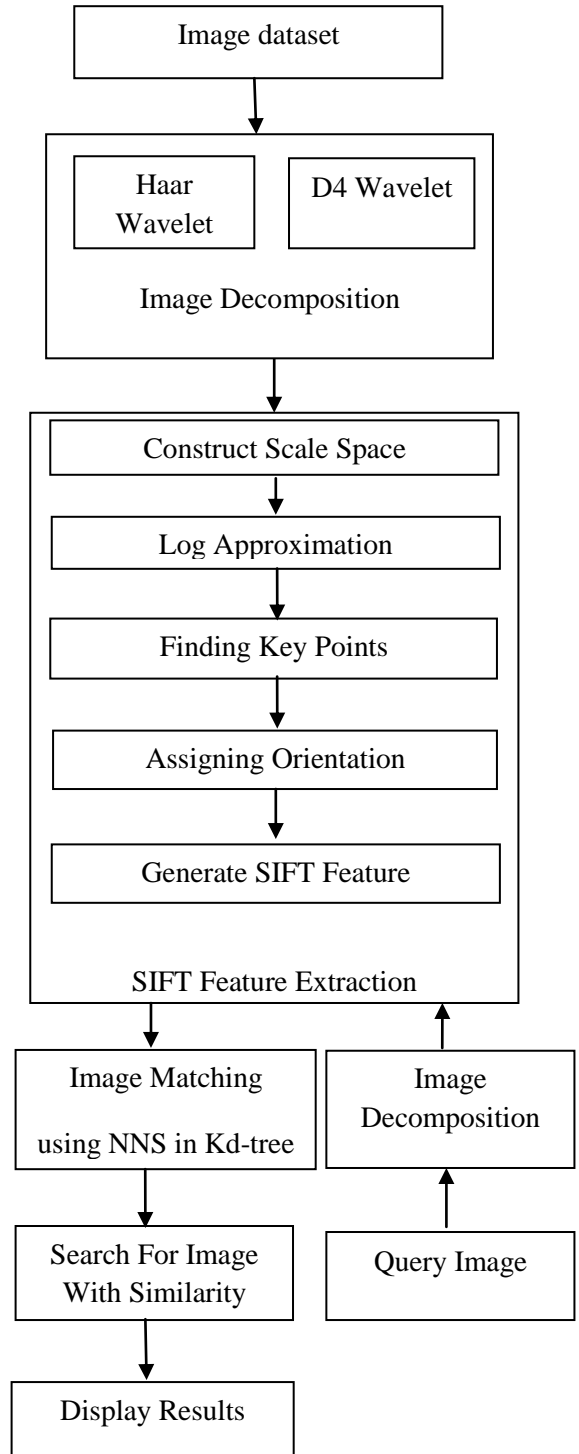 Image dataset
Haar
Wavelet
D4 Wavelet
Image Decomposition
Construct Scale Space
Log Approximation
Finding Key Points
Assigning Orientation
Generate SIFT Feature
SIFT Feature Extraction
Image Matching
using NNS in Kd-tree
Image
Decomposition
Search For Image
With Similarity
Query Image
Display Results